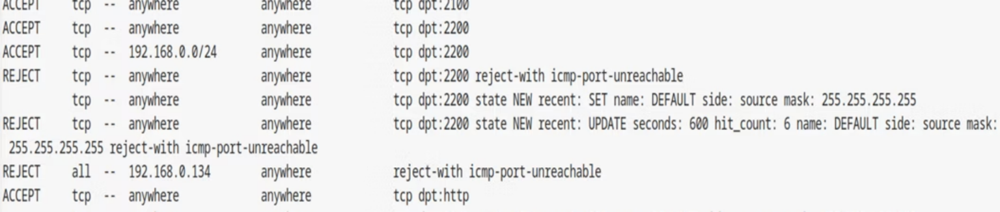 ACCEPT tcp -- anywhere anywhere tcp dpt:2100
ACCEPT tcp -- anywhere anywhere tcp dpt:2200
ACCEPT tcp -- 192.168.0.0/24 anywhere tcp dpt:2200
REJECT tcp -- anywhere anywhere tcp dpt:2200 reject-with icmp-port-unreachable
tcp -- anywhere anywhere tcp dpt:2200 state NEW recent: SET name: DEFAULT side: source mask: 255.255.255.255
REJECT tcp -- anywhere anywhere tcp dpt:2200 state NEW recent: UPDATE seconds: 600 hit_count: 6 name: DEFAULT side: source mask:
255.255.255.255 reject-with icmp-port-unreachable
REJECT all -- 192.168.0.134 anywhere reject-with icmp-port-unreachable
ACCEPT tcp -- anywhere anywhere tcp dpt:http